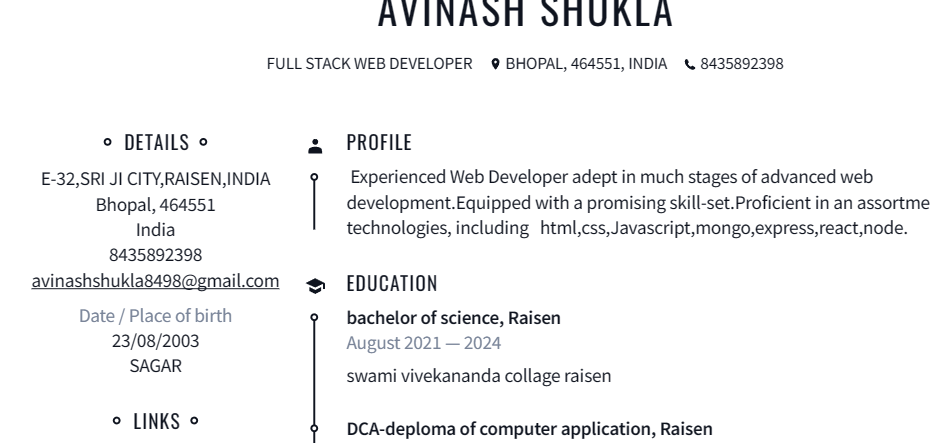 AVINASH SHUKLA
FULL STACK WEB DEVELOPER BHOPAL, 464551, INDIA 8435892398
DETAILS
E-32,SRI JI CITY,RAISEN,INDIA
Bhopal, 464551
India
8435892398
avinashshukla8498@gmail.com
Date / Place of birth
23/08/2003
SAGAR
LINKS
PROFILE
Experienced Web Developer adept in much stages of advanced web
development.Equipped with a promising skill-set.Proficient in an assortme
technologies, including html,css,Javascript,mongo,express,react,node.
EDUCATION
bachelor of science, Raisen
August 2021 — 2024
swami vivekananda collage raisen
DCA-deploma of computer application, Raisen